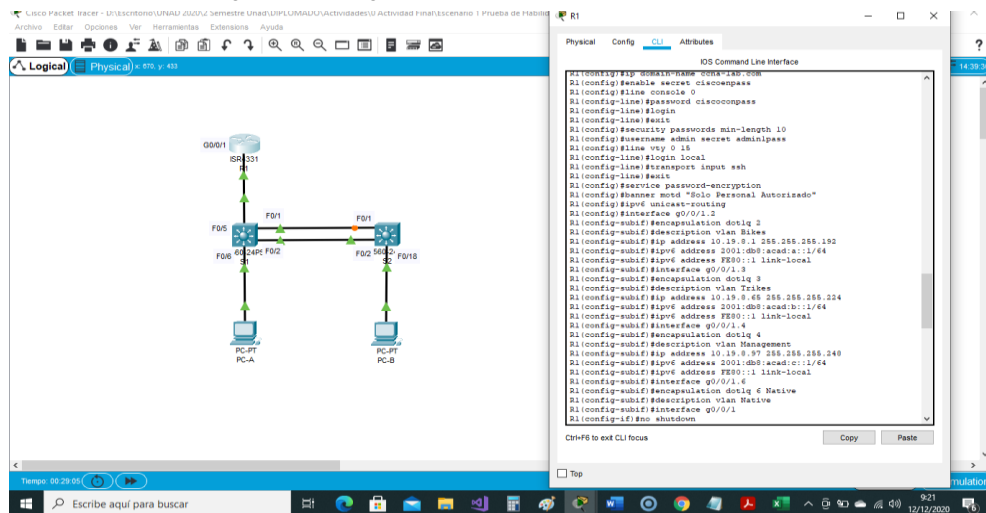 Cisco Packet Tracer - D:\Escritorio\UNAD 2020\2 Semestre Unad\DIPLOMADO\Actividades\0 Actividad Final\Escenario 1 Prueba de Habilid
Archivo Editar Opciones Ver Herramientas Extensions Ayuda
Logical
Physical
x: 670, y: 433
14:39:3
G0/0/1
ISR4331
R1
F0/1
F0/1
F0/5
F0/6
F0/2
S1
F0/2
F0/18
S2
PC-PT
PC-A
PC-PT
PC-B
Tiempo: 00:29:05
mulation
R1
Physical Config CLI Attributes
IOS Command Line Interface
R1(config)#ip domain-name ccna-lab.com
R1(config)#enable secret ciscoenpass
R1(config)#line console 0
R1(config-line)#password ciscoconpass
R1(config-line)#login
R1(config-line)#exit
R1(config)#security passwords min-length 10
R1(config)#username admin secret admin1pass
R1(config)#line vty 0 15
R1(config-line)#login local
R1(config-line)#transport input ssh
R1(config-line)#exit
R1(config)#service password-encryption
R1(config)#banner motd "Solo Personal Autorizado"
R1(config)#ipv6 unicast-routing
R1(config)#interface g0/0/1.2
R1(config-subif)#encapsulation dot1q 2
R1(config-subif)#description vlan Bikes
R1(config-subif)#ip address 10.19.8.1 255.255.255.192
R1(config-subif)#ipv6 address 2001:db8:acad:a::1/64
R1(config-subif)#ipv6 address FE80::1 link-local
R1(config-subif)#interface g0/0/1.3
R1(config-subif)#encapsulation dot1q 3
R1(config-subif)#description vlan Trikes
R1(config-subif)#ip address 10.19.8.65 255.255.255.224
R1(config-subif)#ipv6 address 2001:db8:acad:b::1/64
R1(config-subif)#ipv6 address FE80::1 link-local
R1(config-subif)#interface g0/0/1.4
R1(config-subif)#encapsulation dot1q 4
R1(config-subif)#description vlan Management
R1(config-subif)#ip address 10.19.8.97 255.255.255.248
R1(config-subif)#ipv6 address 2001:db8:acad:c::1/64
R1(config-subif)#ipv6 address FE80::1 link-local
R1(config-subif)#interface g0/0/1.6
R1(config-subif)#encapsulation dot1q 6 Native
R1(config-subif)#description vlan Native
R1(config-subif)#interface g0/0/1
R1(config-if)#no shutdown
Ctrl+F6 to exit CLI focus
Copy
Paste
Top
Escribe aquí para buscar
9:21
12/12/2020